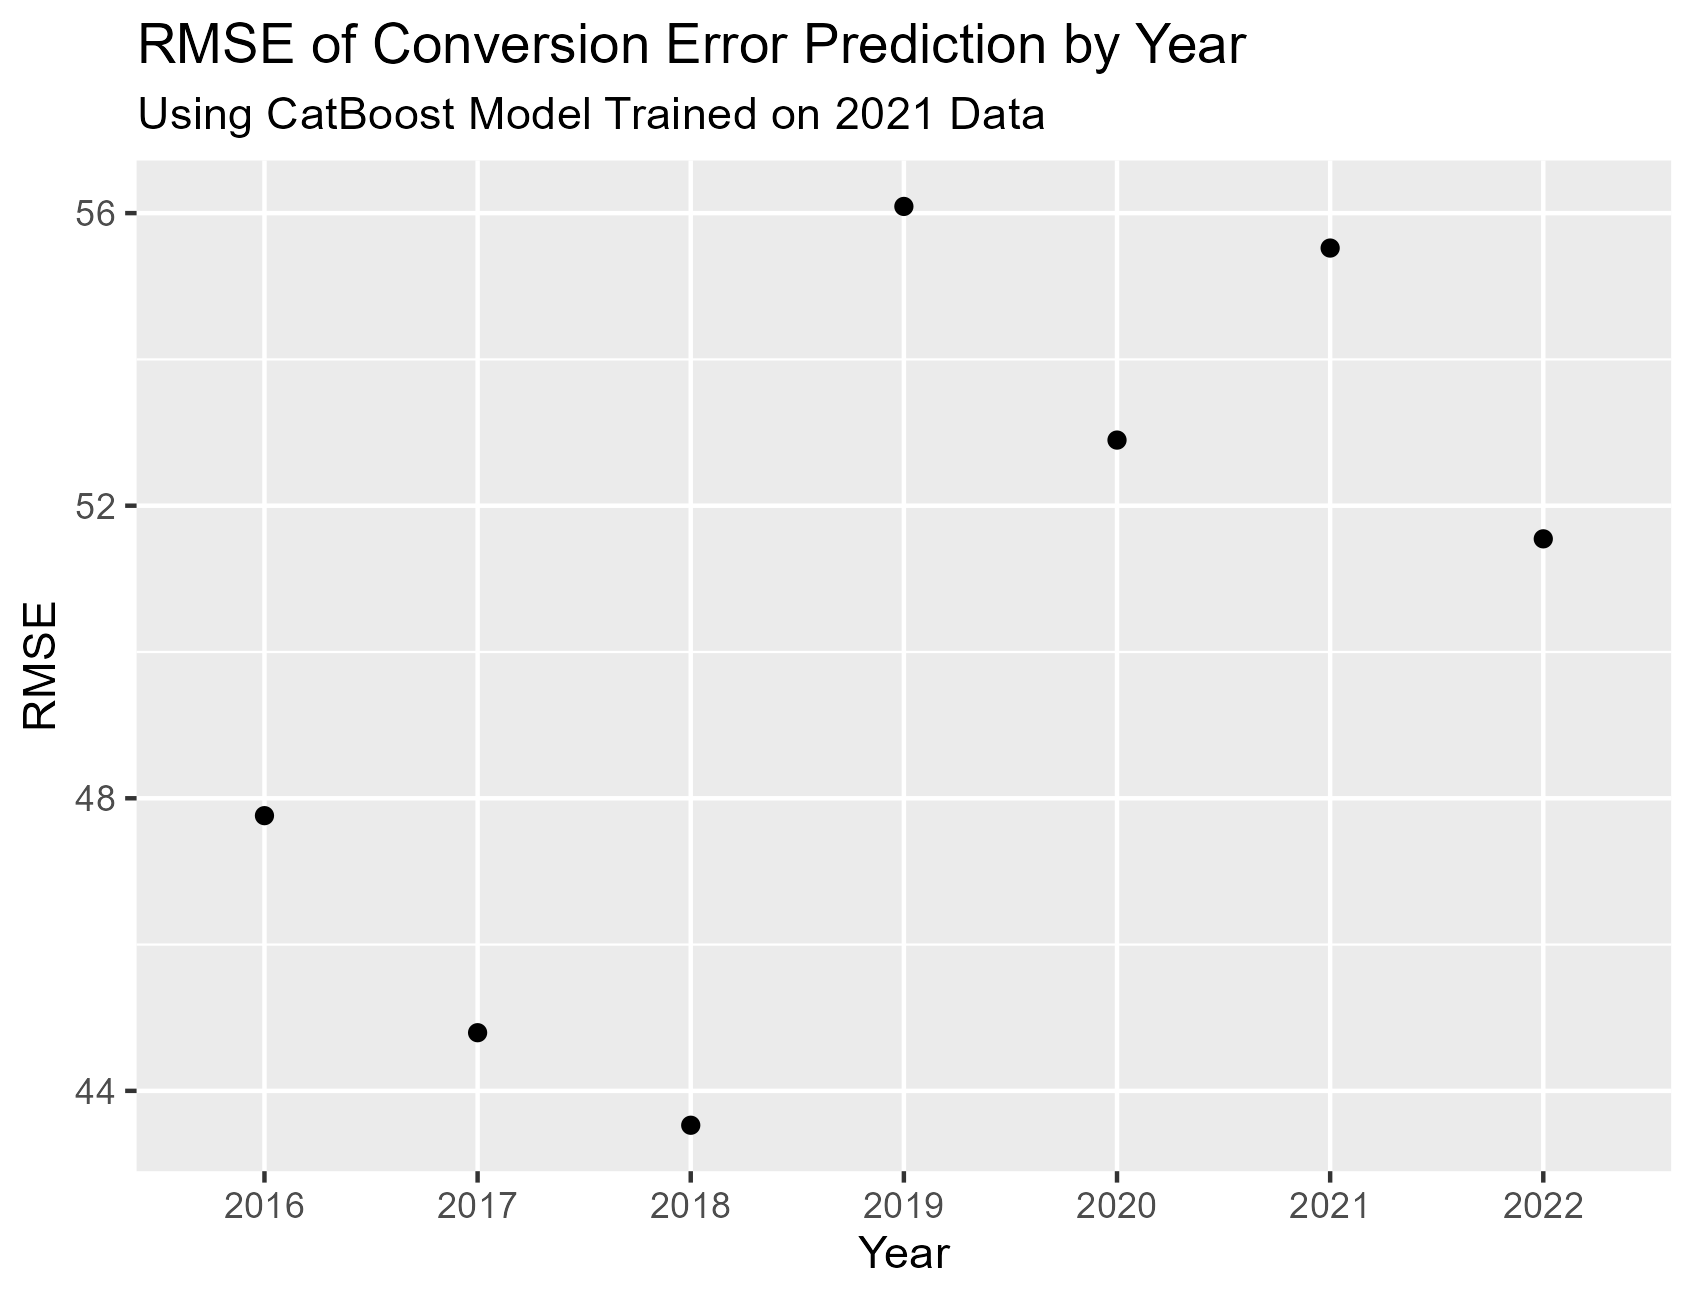 RMSE of Conversion Error Prediction by Year
Using CatBoost Model Trained on 2021 Data
56
52
48
44
RMSE
2016 2017 2018 2019 2020 2021 2022
Year